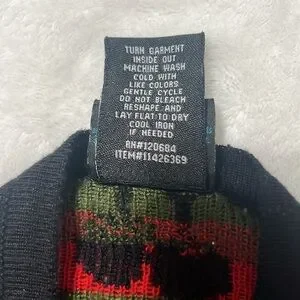 TURN GARMENT
INSIDE OUT
MACHINE WASH
COLD WITH
LIKE COLORS
GENTLE CYCLE
DO NOT BLEACH
RESHAPE AND
LAY FLAT TO DRY
COOL IRON
IF NEEDED
RN#120684
ITEM#11426369